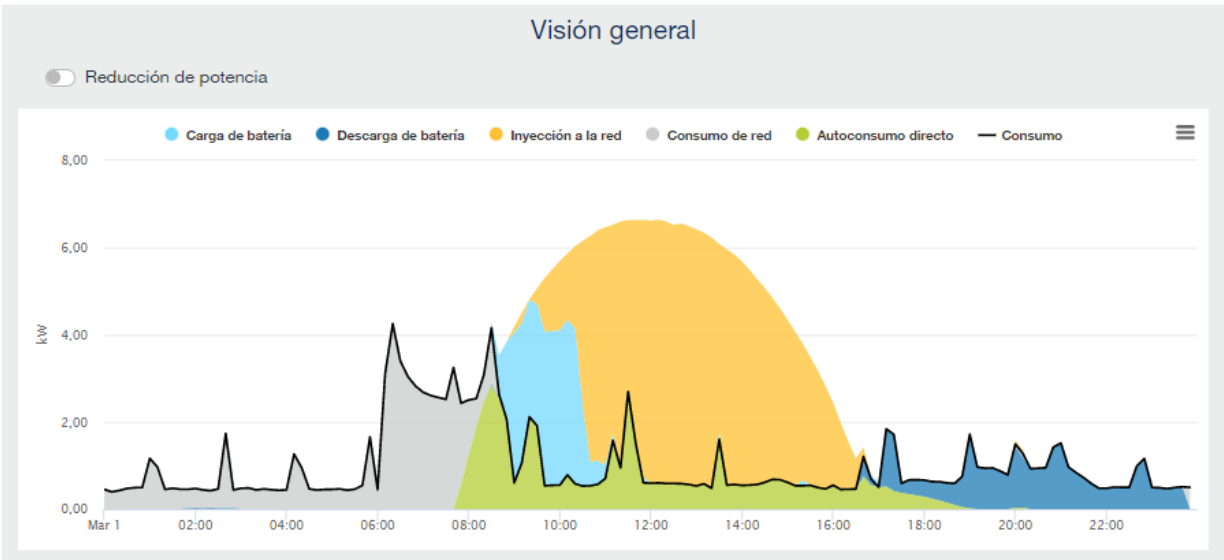 Visión general
Reducción de potencia
Carga de batería Descarga de batería Inyección a la red Consumo de red Autoconsumo directo Consumo
8,00
6,00
4,00
2,00
0,00
kW
Mar 1 02:00 04:00 06:00 08:00 10:00 12:00 14:00 16:00 18:00 20:00 22:00